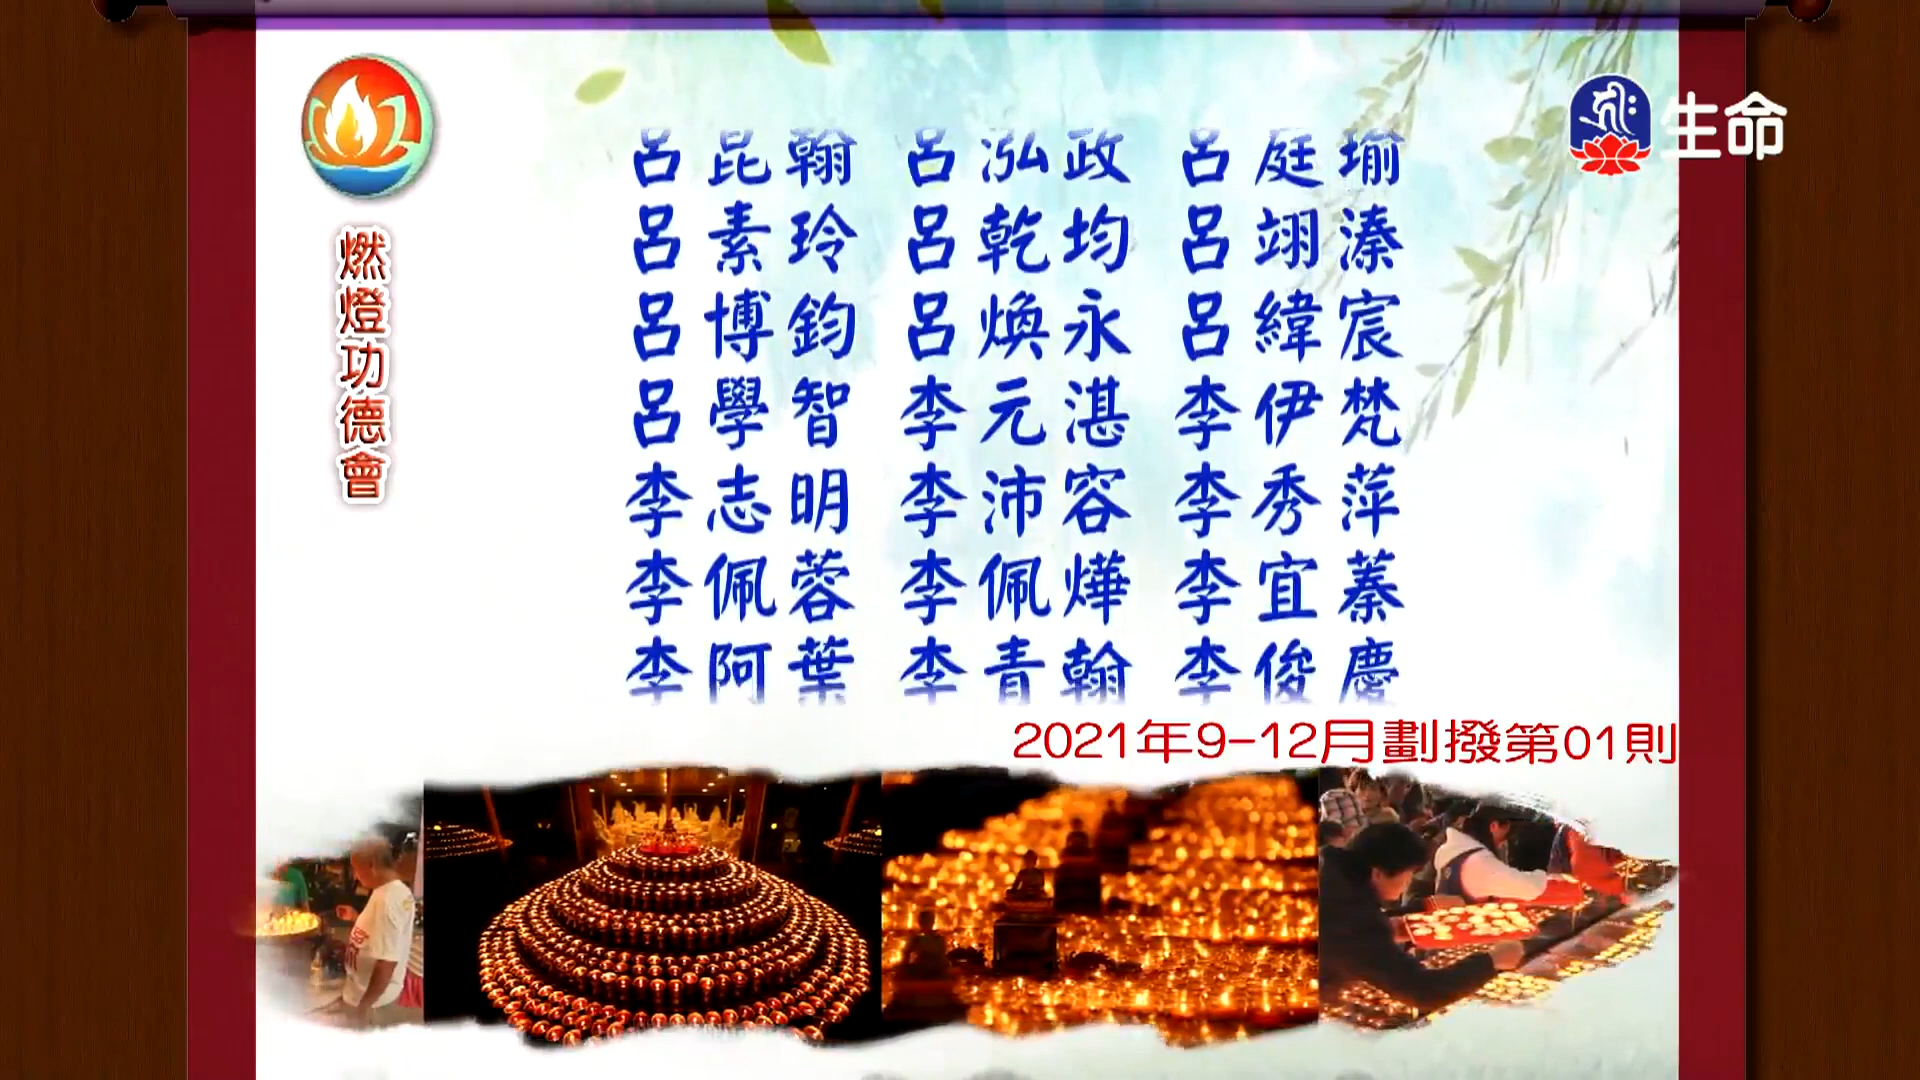 生命
燃燈功德會
呂昆翰 呂泓政 呂庭瑜
呂素玲 呂乾均 呂翊溱
呂博鈞 呂煥永 呂緯宸
呂學智 李元湛 李伊梵
李志明 李沛容 李秀萍
李佩蓉 李佩燁 李宜蓁
李阿葉 李青翰 李俊慶
2021年9-12月劃撥第01則